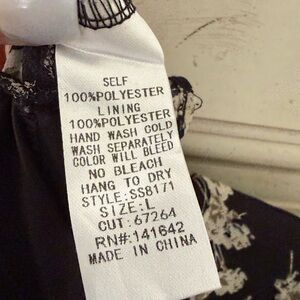 SELF
100%POLYESTER
LINING
100%POLYESTER
HAND WASH COLD
WASH SEPARATELY
COLOR WILL BLEED
NO BLEACH
HANG TO DRY
STYLE:SS8171
SIZE:L
CUT:67264
RN#:141642
MADE IN CHINA